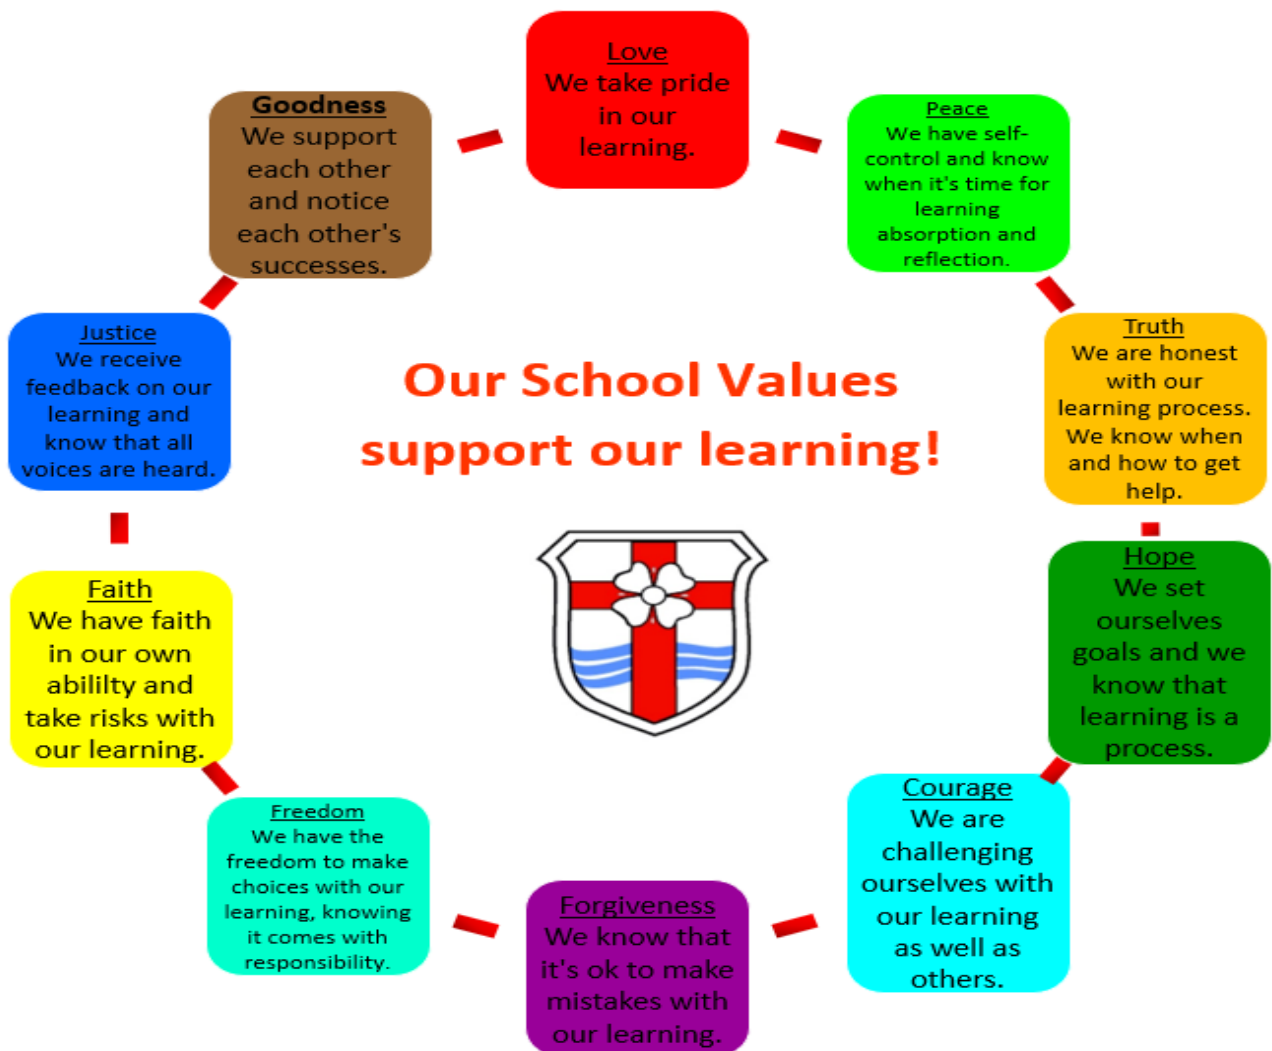 Love
We take pride
in our
learning.
Peace
We have self-
control and know
when it's time for
learning
absorption and
reflection.
Truth
We are honest
with our
learning process.
We know when
and how to get
help.
Hope
We set
ourselves
goals and we
know that
learning is a
process.
Courage
We are
challenging
ourselves with
our learning
as well as
others.
Forgiveness
We know that
it's ok to make
mistakes with
our learning.
Freedom
We have the
freedom to make
choices with our
learning, knowing
it comes with
responsibility.
Faith
We have faith
in our own
abililty and
take risks with
our learning.
Justice
We receive
feedback on our
learning and
know that all
voices are heard.
Goodness
We support
each other
and notice
each other's
successes.
Our School Values
support our learning!